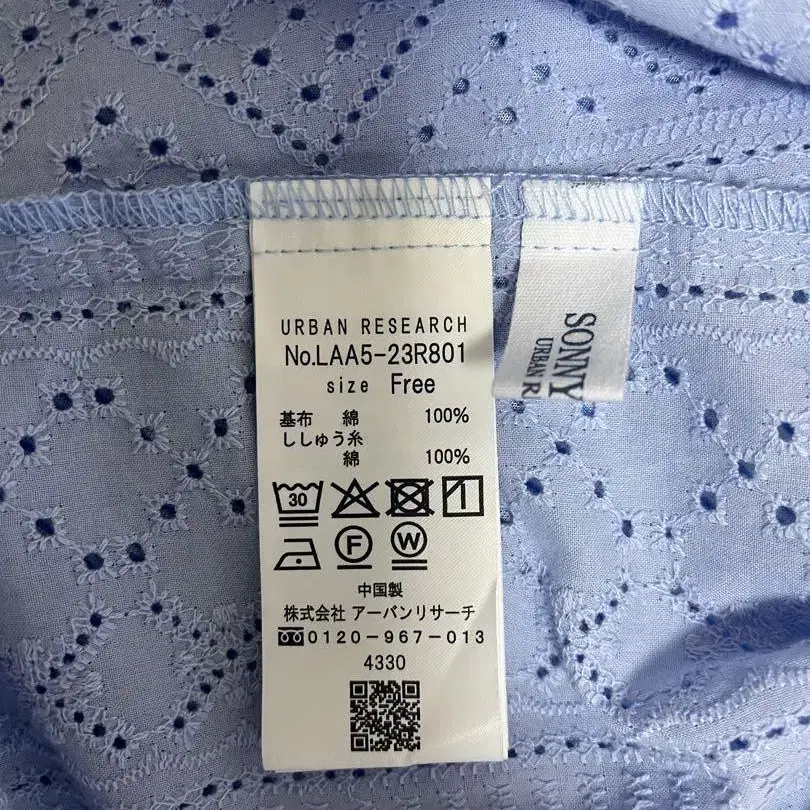 URBAN RESEARCH
No.LAA5-23R801
size Free
基布 綿 100%
ししゅう糸
綿 100%
30
F
W
中国製
株式会社 アーバンリサーチ
0120-967-013
4330
SONNY
URBAN R